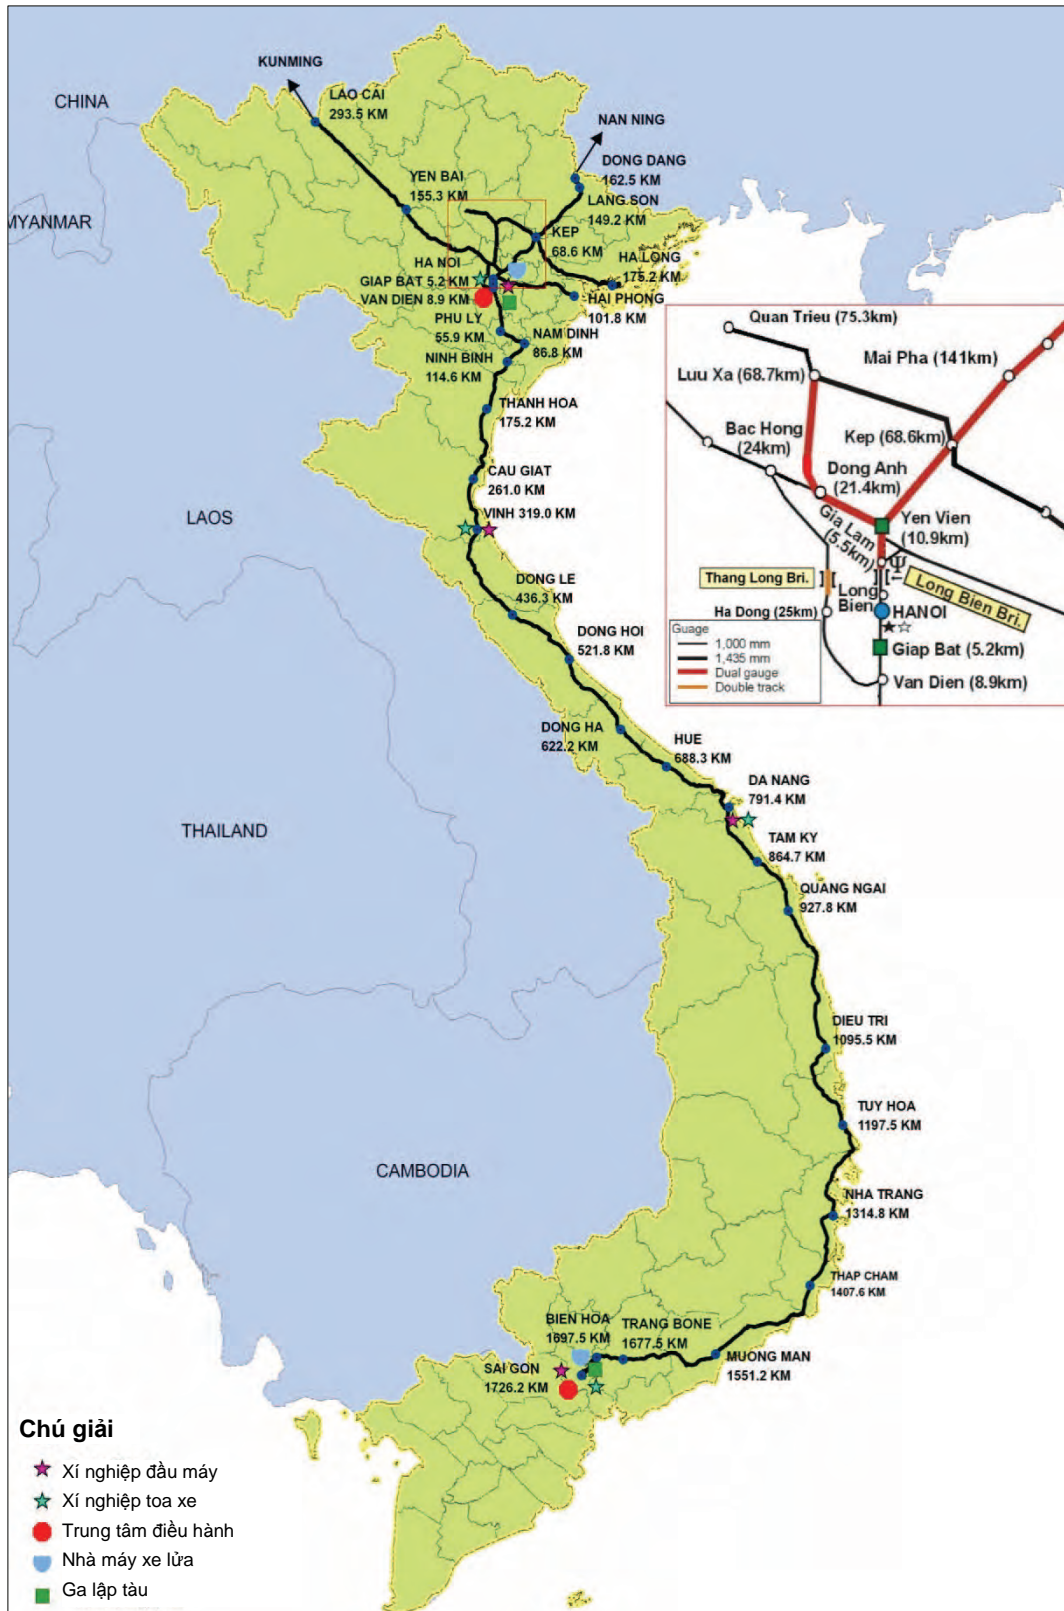 KUNMING
CHINA
LAO CAI
293.5 KM
NAN NING
DONG DANG
162.5 KM
YEN BAI
155.3 KM
LANG SON
149.2 KM
MYANMAR
KEP
68.6 KM
HA NOI
GIAP BAT 5.2 KM
VAN DIEN 8.9 KM
HA LONG
175.2 KM
HAI PHONG
101.8 KM
PHU LY
55.9 KM
NAM DINH
86.8 KM
NINH BINH
114.6 KM
THANH HOA
175.2 KM
CAU GIAT
261.0 KM
VINH 319.0 KM
LAOS
DONG LE
436.3 KM
DONG HOI
521.8 KM
DONG HA
622.2 KM
HUE
688.3 KM
DA NANG
791.4 KM
THAILAND
TAM KY
864.7 KM
QUANG NGAI
927.8 KM
DIEU TRI
1095.5 KM
TUY HOA
1197.5 KM
CAMBODIA
NHA TRANG
1314.8 KM
THAP CHAM
1407.6 KM
BIEN HOA
1697.5 KM
TRANG BONE
1677.5 KM
MUONG MAN
1551.2 KM
SAI GON
1726.2 KM
Quan Trieu (75.3km)
Mai Pha (141km)
Luu Xa (68.7km)
Bac Hong
(24km)
Kep (68.6km)
Dong Anh
(21.4km)
Gia Lam
(5.5km)
Yen Vien
(10.9km)
Thang Long Bri.
Long
Bien
Long Bien Bri.
Ha Dong (25km)
HANOI
Giap Bat (5.2km)
Van Dien (8.9km)
Guage
1,000 mm
1,435 mm
Dual gauge
Double track
Chú giải
Xí nghiệp đầu máy
Xí nghiệp toa xe
Trung tâm điều hành
Nhà máy xe lửa
Ga lập tàu